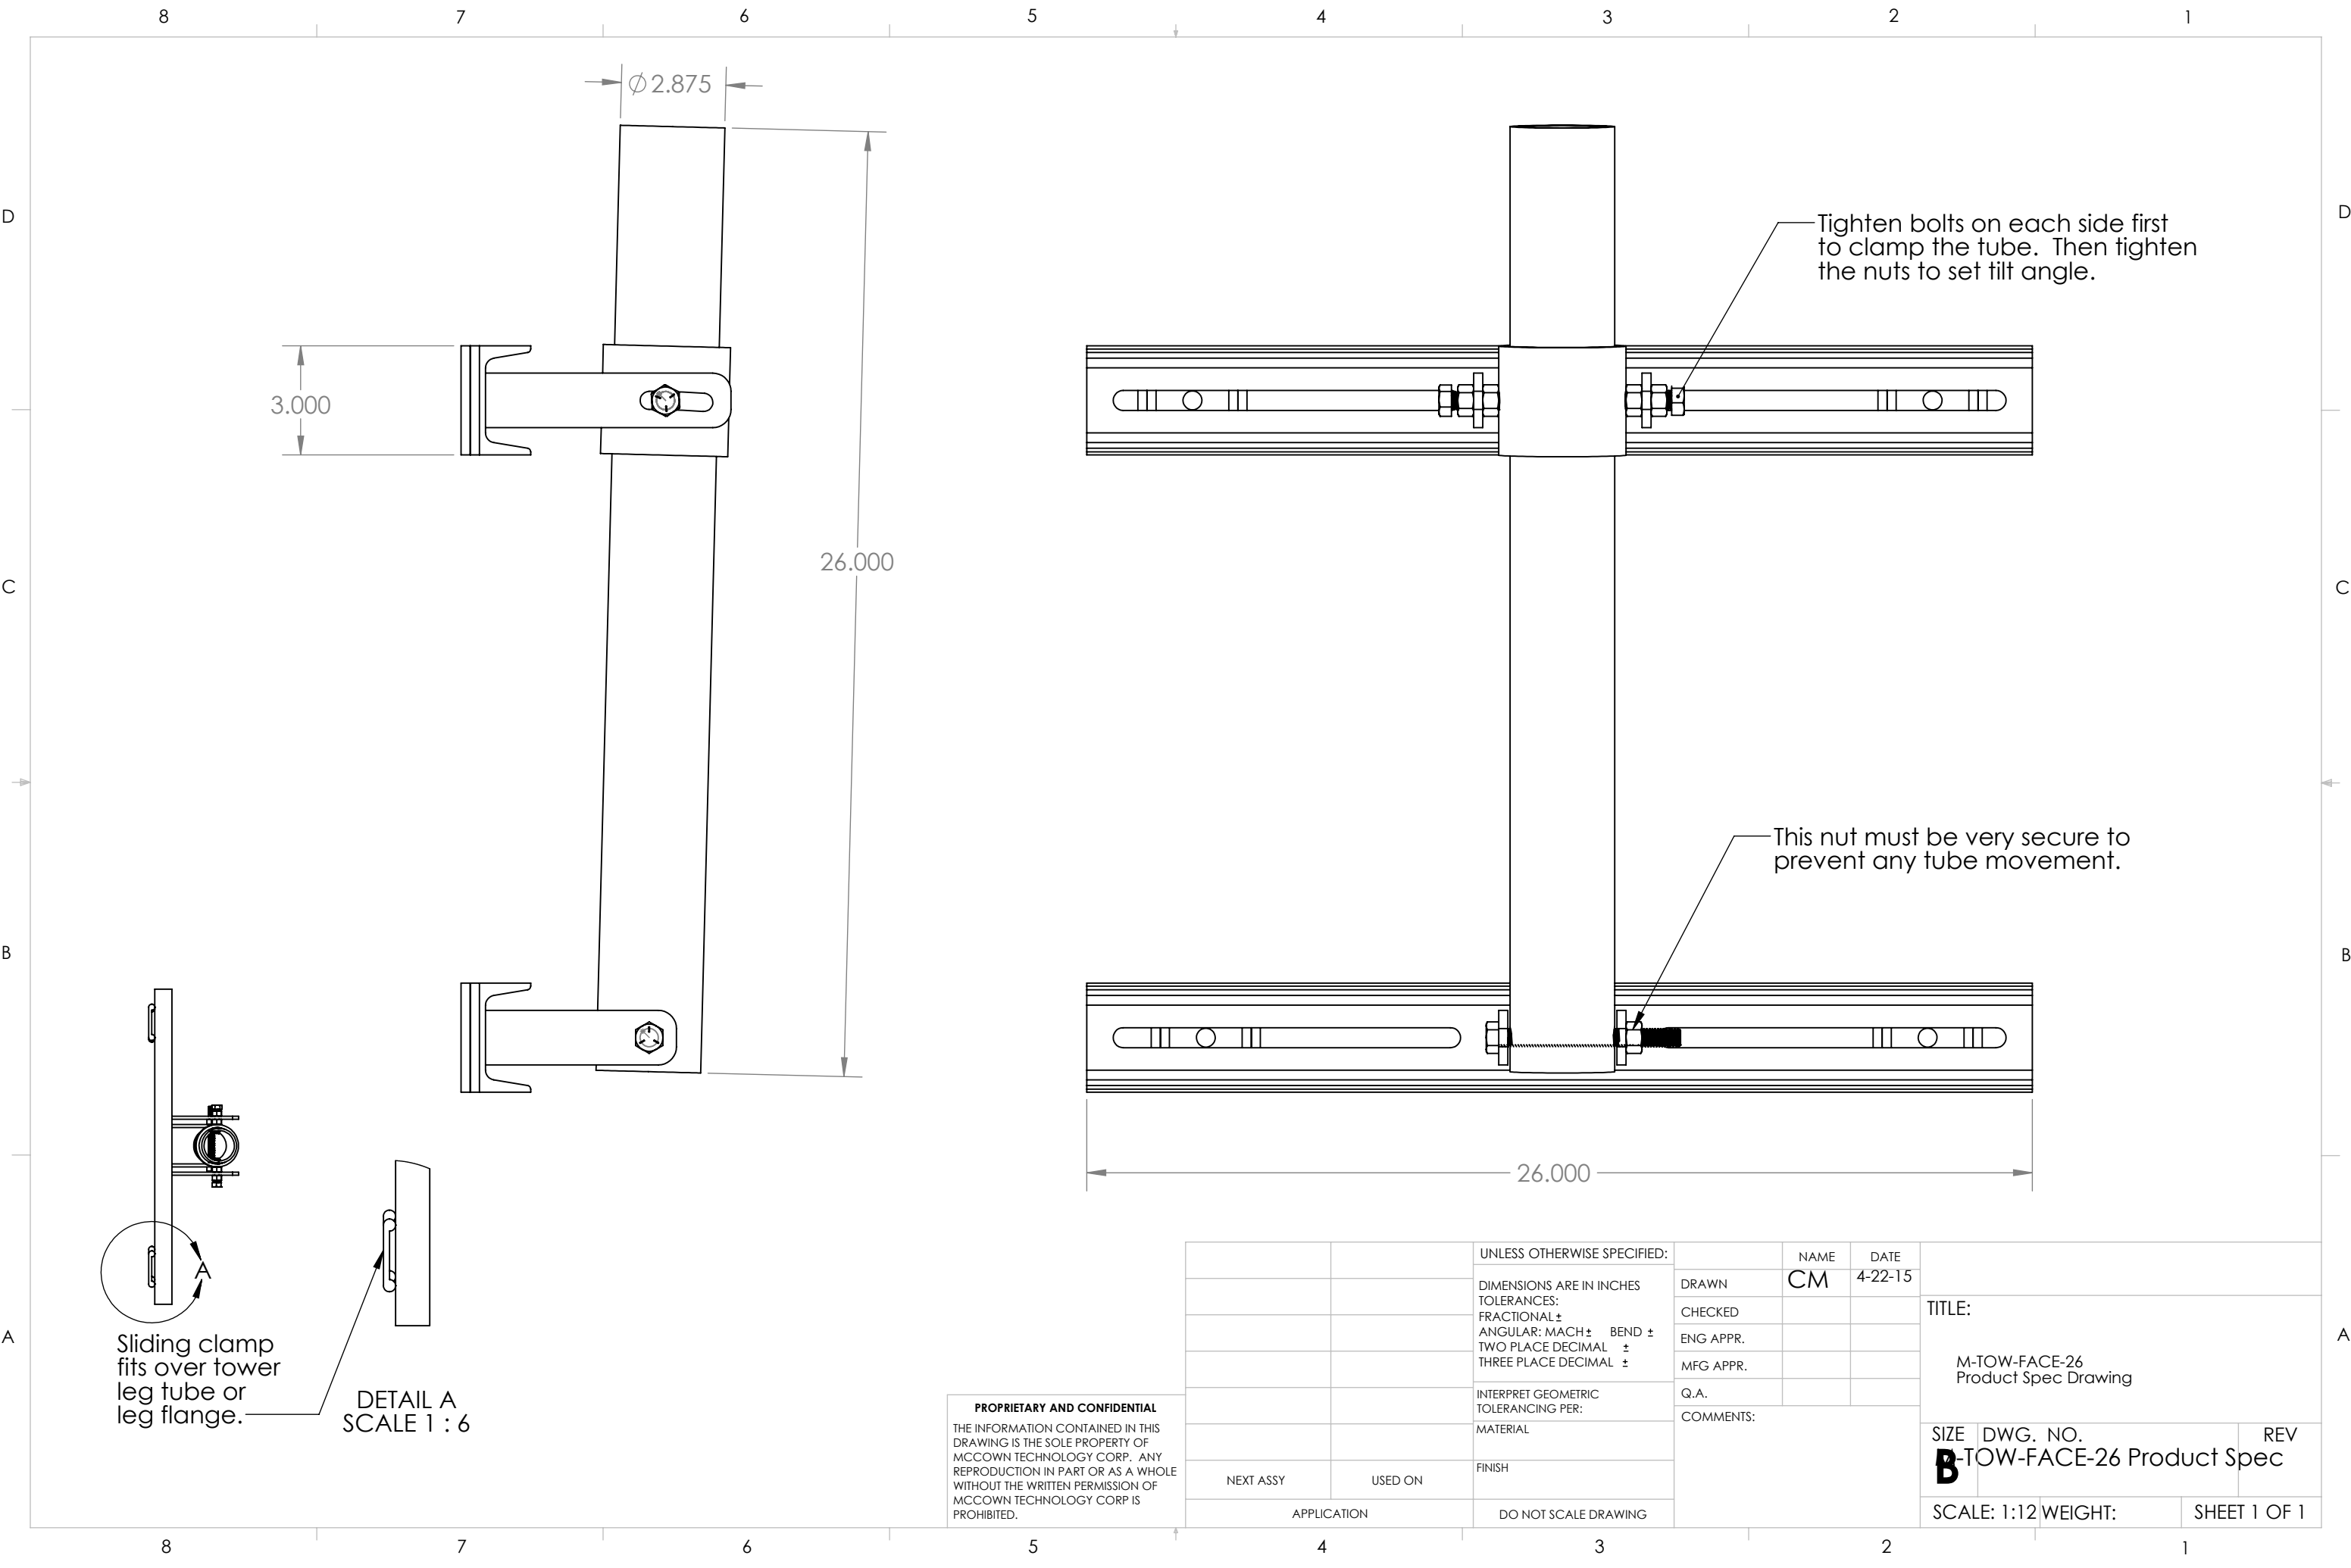 8 7 6 5 4 3 2 1
D
D
C
C
B
B
A
A
∅2.875
3.000
26.000
Tighten bolts on each side first
to clamp the tube. Then tighten
the nuts to set tilt angle.
This nut must be very secure to
prevent any tube movement.
26.000
A
Sliding clamp
fits over tower
leg tube or
leg flange.
DETAIL A
SCALE 1 : 6
PROPRIETARY AND CONFIDENTIAL
THE INFORMATION CONTAINED IN THIS
DRAWING IS THE SOLE PROPERTY OF
MCCOWN TECHNOLOGY CORP. ANY
REPRODUCTION IN PART OR AS A WHOLE
WITHOUT THE WRITTEN PERMISSION OF
MCCOWN TECHNOLOGY CORP IS
PROHIBITED.
NEXT ASSY
USED ON
APPLICATION
UNLESS OTHERWISE SPECIFIED:
DIMENSIONS ARE IN INCHES
TOLERANCES:
FRACTIONAL±
ANGULAR: MACH± BEND ±
TWO PLACE DECIMAL ±
THREE PLACE DECIMAL ±
INTERPRET GEOMETRIC
TOLERANCING PER:
MATERIAL
FINISH
DO NOT SCALE DRAWING
NAME DATE
DRAWN CM 4-22-15
CHECKED
ENG APPR.
MFG APPR.
Q.A.
COMMENTS:
TITLE:
M-TOW-FACE-26
Product Spec Drawing
SIZE DWG. NO. REV
B
-TOW-FACE-26 Product Spec
SCALE: 1:12 WEIGHT: SHEET 1 OF 1
8 7 6 5 4 3 2 1